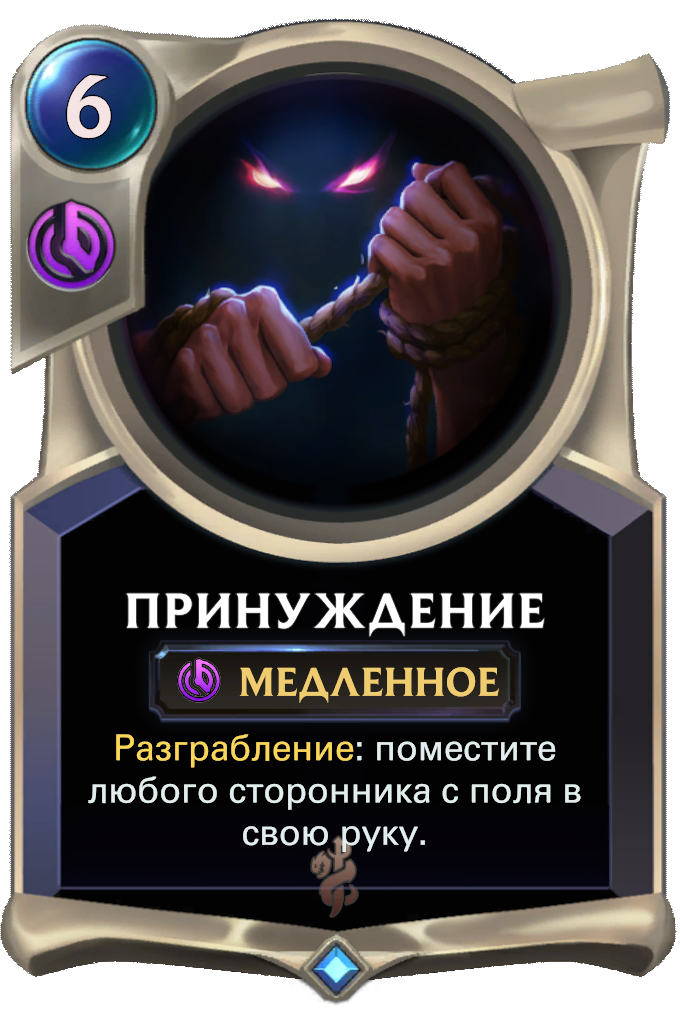 6
ПРИНУЖДЕНИЕ
МЕДЛЕННОЕ
Разграбление: поместите
любого сторонника с поля в
свою руку.